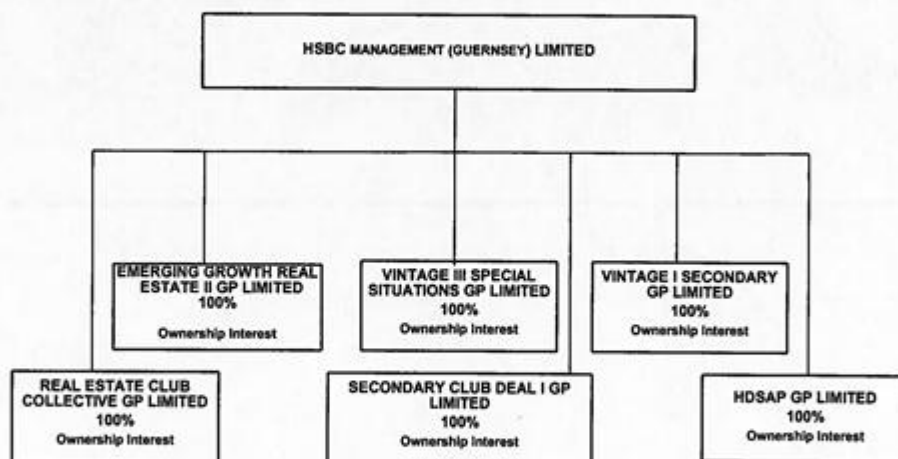 HSBC MANAGEMENT (GUERNSEY) LIMITED
EMERGING GROWTH REAL
ESTATE II GP LIMITED
100%
Ownership Interest
VINTAGE III SPECIAL
SITUATIONS GP LIMITED
100%
Ownership Interest
VINTAGE I SECONDARY
GP LIMITED
100%
Ownership Interest
REAL ESTATE CLUB
COLLECTIVE GP LIMITED
100%
Ownership Interest
SECONDARY CLUB DEAL I GP
LIMITED
100%
Ownership Interest
HDSAP GP LIMITED
100%
Ownership Interest